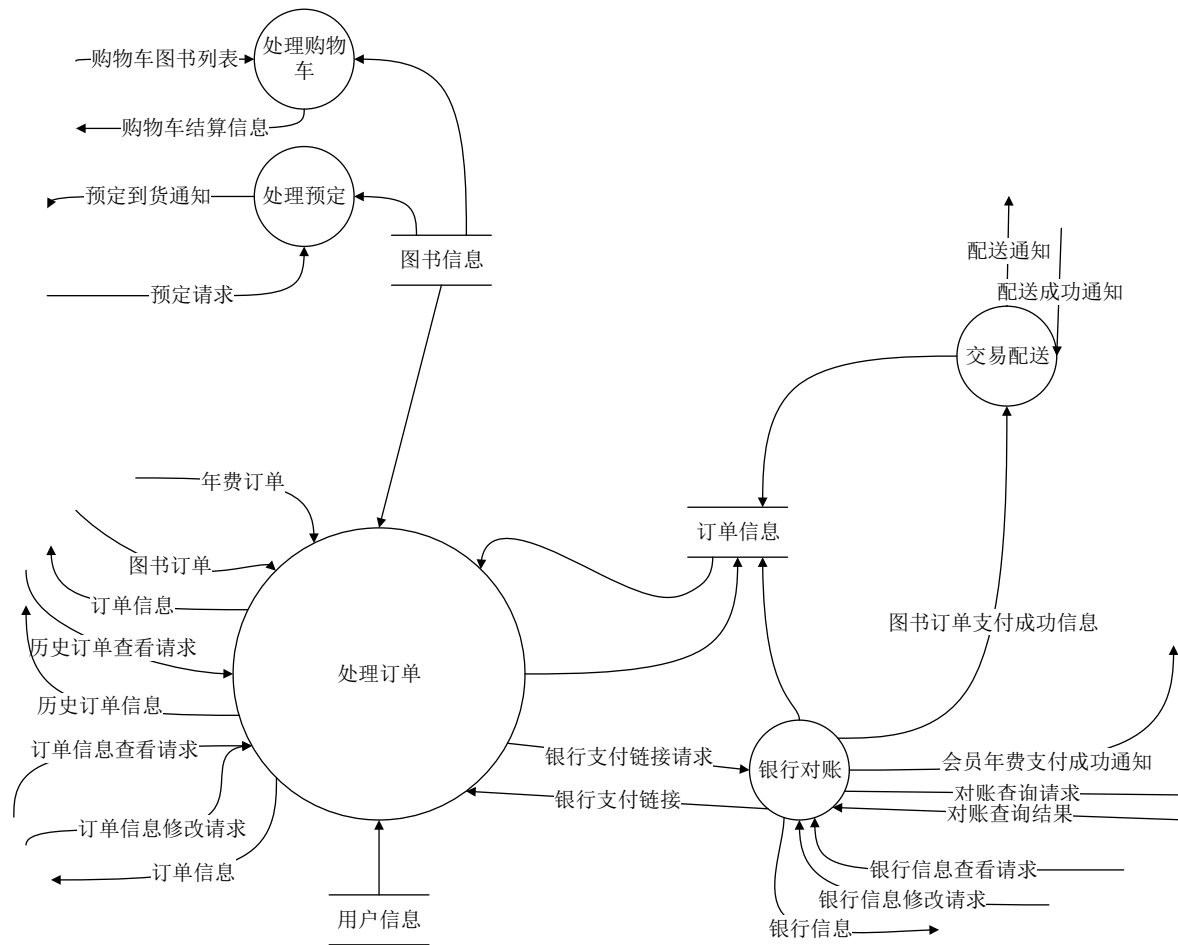 处理购物
车
购物车图书列表
购物车结算信息
预定到货通知
处理预定
图书信息
预定请求
配送通知
配送成功通知
交易配送
年费订单
图书订单
订单信息
历史订单查看请求
历史订单信息
订单信息查看请求
订单信息修改请求
订单信息
处理订单
订单信息
图书订单支付成功信息
银行支付链接请求
银行支付链接
银行对账
会员年费支付成功通知
对账查询请求
对账查询结果
银行信息查看请求
银行信息修改请求
银行信息
用户信息